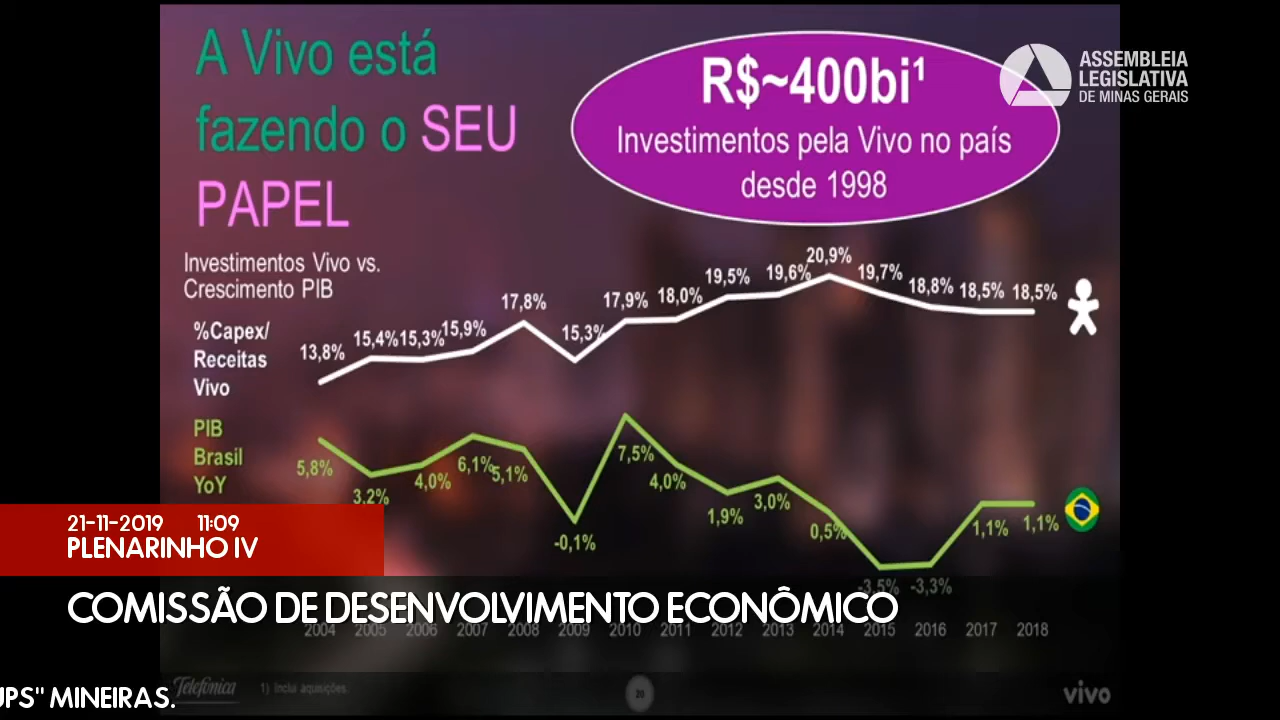 A Vivo está
fazendo o SEU
PAPEL
R$~400bi¹
Investimentos pela Vivo no país
desde 1998
ASSEMBLEIA
LEGISLATIVA
DE MINAS GERAIS
Investimentos Vivo vs.
Crescimento PIB
%Capex/
Receitas
Vivo
13,8% 15,4% 15,3% 15,9% 17,8% 15,3% 17,9% 18,0% 19,5% 19,6% 20,9% 19,7% 18,8% 18,5% 18,5%
PIB
Brasil
YoY
5,8% 3,2% 4,0% 6,1% 5,1% -0,1% 7,5% 4,0% 1,9% 3,0% 0,5% -3,5% -3,3% 1,1% 1,1%
21-11-2019 11:09
PLENARINHO IV
COMISSÃO DE DESENVOLVIMENTO ECONÔMICO
2004 2005 2006 2007 2008 2009 2010 2011 2012 2013 2014 2015 2016 2017 2018
Telefónica
1) Inclui aquisições.
20
vivo
UPS" MINEIRAS.